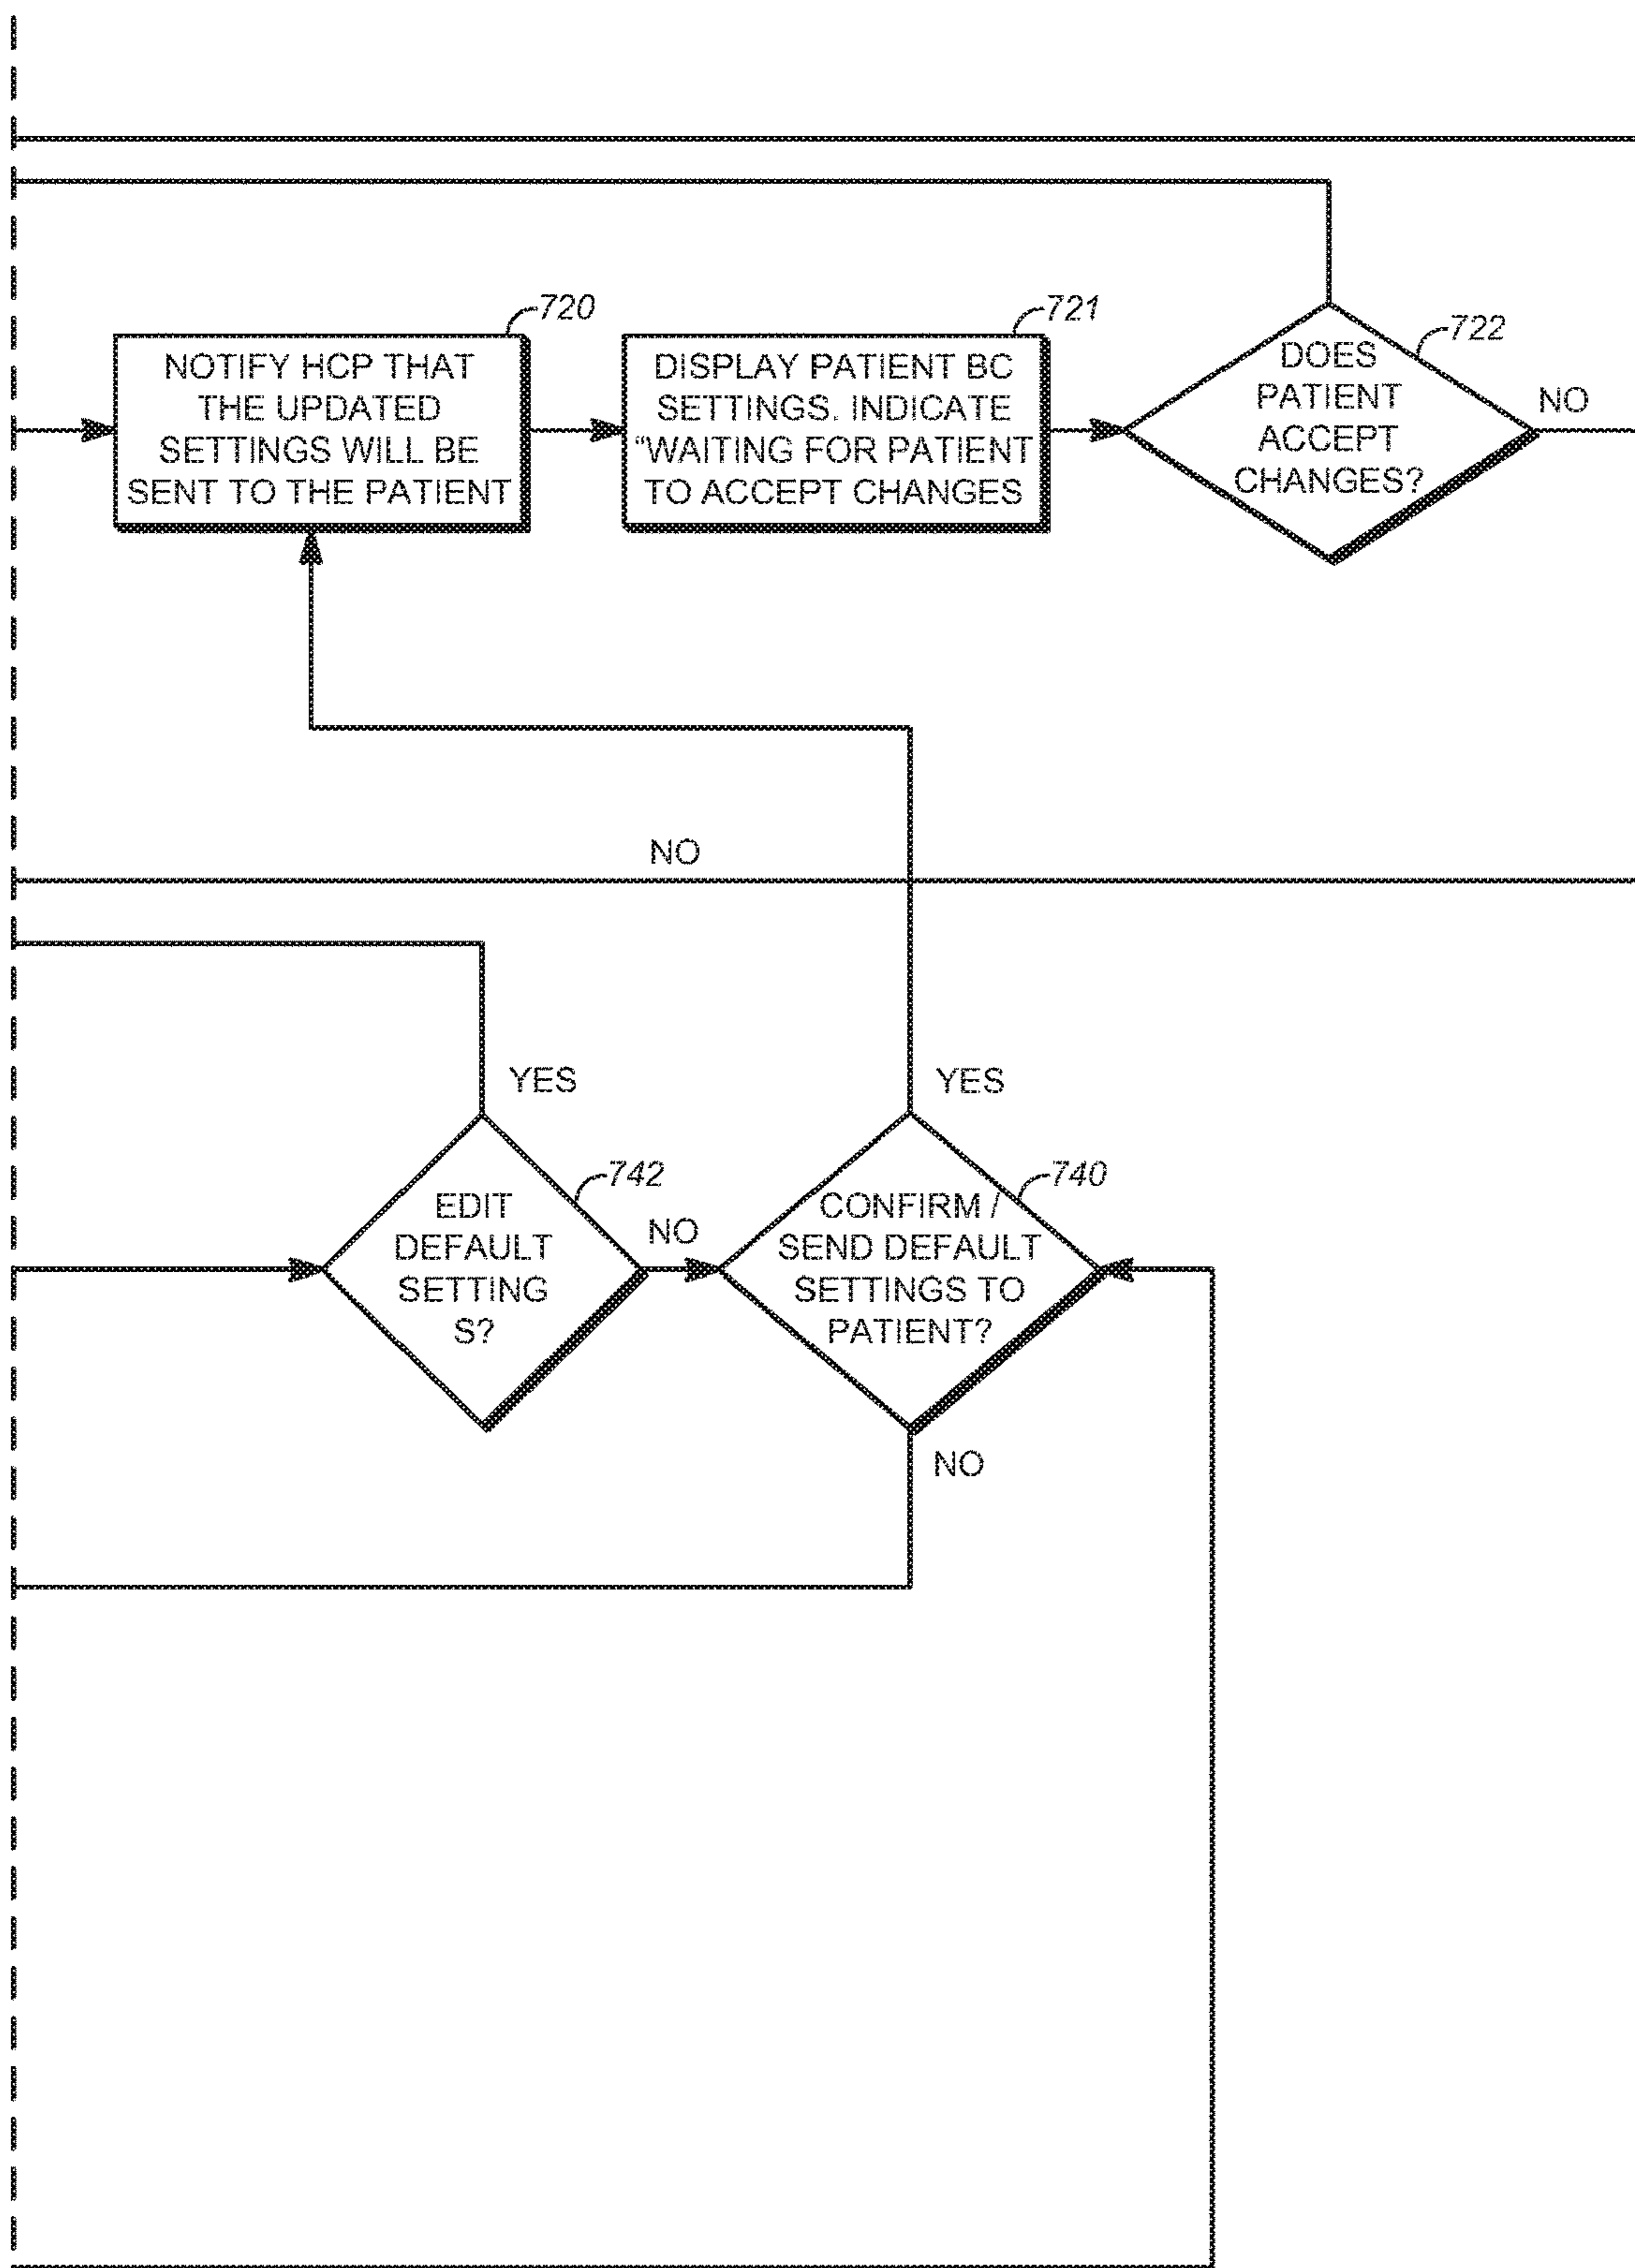 720
NOTIFY HCP THAT
THE UPDATED
SETTINGS WILL BE
SENT TO THE PATIENT
721
DISPLAY PATIENT BC
SETTINGS. INDICATE
“WAITING FOR PATIENT
TO ACCEPT CHANGES
722
DOES
PATIENT
ACCEPT
CHANGES?
NO
NO
YES
742
EDIT
DEFAULT
SETTING
S?
NO
YES
740
CONFIRM /
SEND DEFAULT
SETTINGS TO
PATIENT?
NO